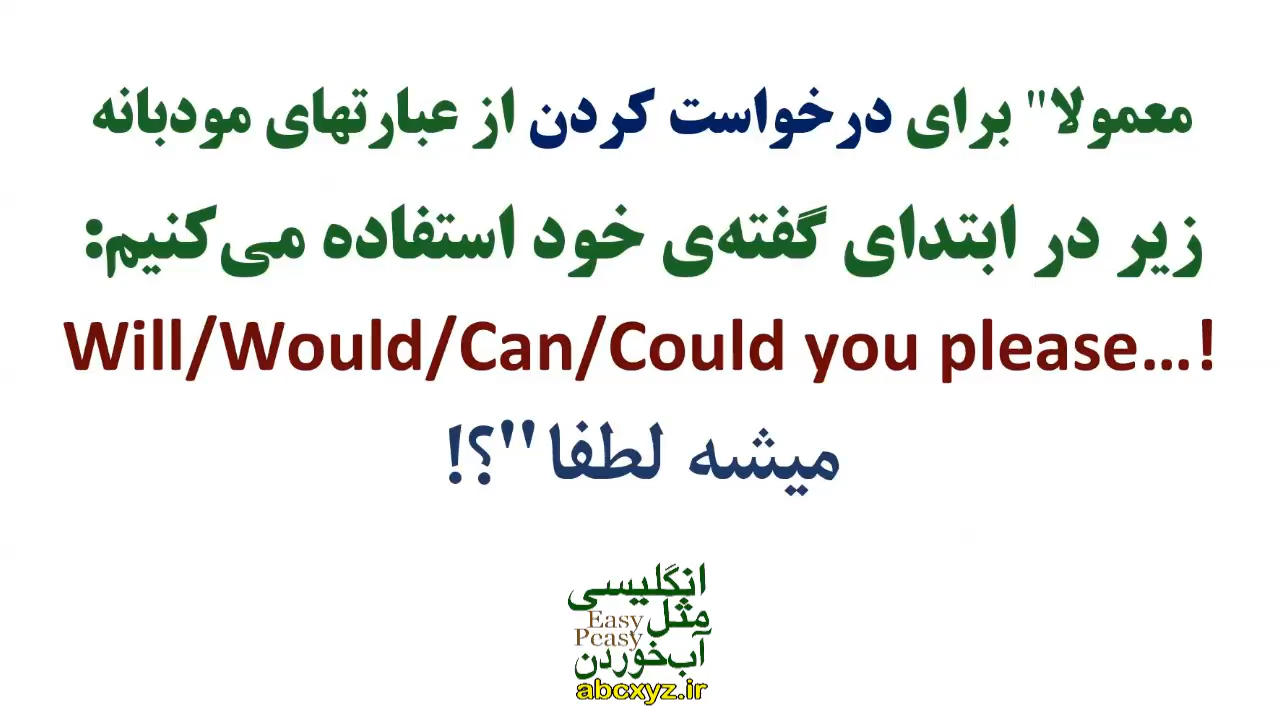 معمولا" برای درخواست کردن از عبارتهای مودبانه
زیر در ابتدای گفته‌ی خود استفاده می‌کنیم:
Will/Would/Can/Could you please...!
میشه لطفا"؟!
انگلیسی
مثل
Easy
Peasy
آب‌خوردن
abcxyz.ir